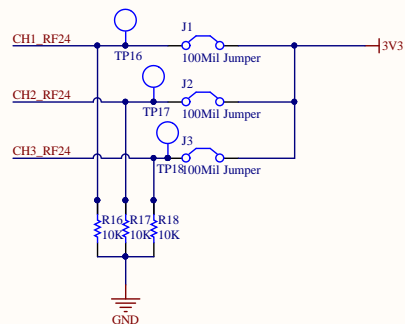 J1
CH1_RF24
3V3
TP16
100Mil Jumper
J2
CH2_RF24
TP17
100Mil Jumper
J3
CH3_RF24
TP18
100Mil Jumper
R16
R17
R18
10K
10K
10K
GND